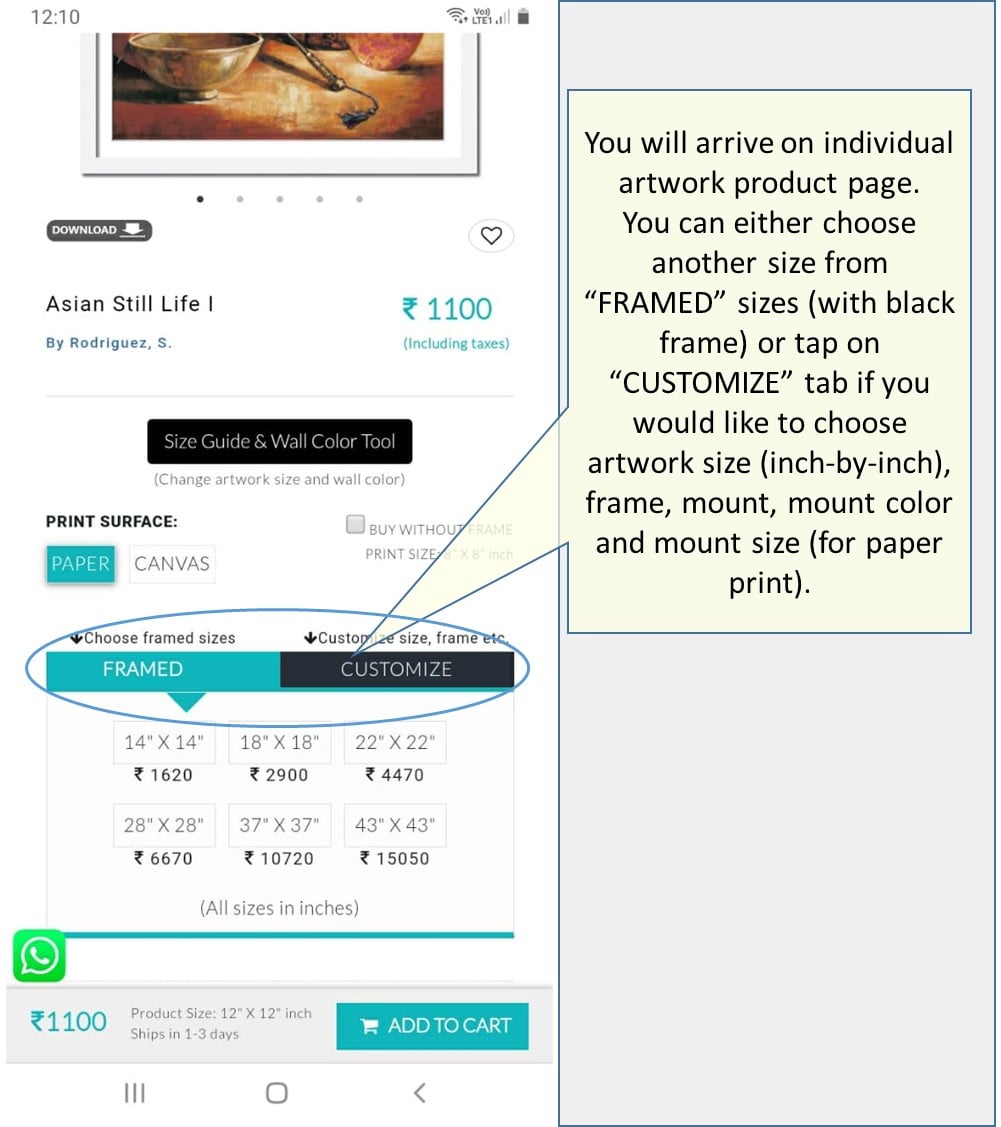 12:10
Vo))
LTE1
DOWNLOAD
Asian Still Life I
₹ 1100
By Rodriguez, S.
(Including taxes)
Size Guide & Wall Color Tool
(Change artwork size and wall color)
PRINT SURFACE:
BUY WITHOUT FRAME
PRINT SIZE: 8" X 8" inch
PAPER
CANVAS
Choose framed sizes
Customize size, frame etc.
FRAMED
CUSTOMIZE
14" X 14" 18" X 18" 22" X 22"
₹ 1620 ₹ 2900 ₹ 4470
28" X 28" 37" X 37" 43" X 43"
₹ 6670 ₹ 10720 ₹ 15050
(All sizes in inches)
₹1100
Product Size: 12" X 12" inch
Ships in 1-3 days
ADD TO CART
You will arrive on individual
artwork product page.
You can either choose
another size from
“FRAMED” sizes (with black
frame) or tap on
“CUSTOMIZE” tab if you
would like to choose
artwork size (inch-by-inch),
frame, mount, mount color
and mount size (for paper
print).